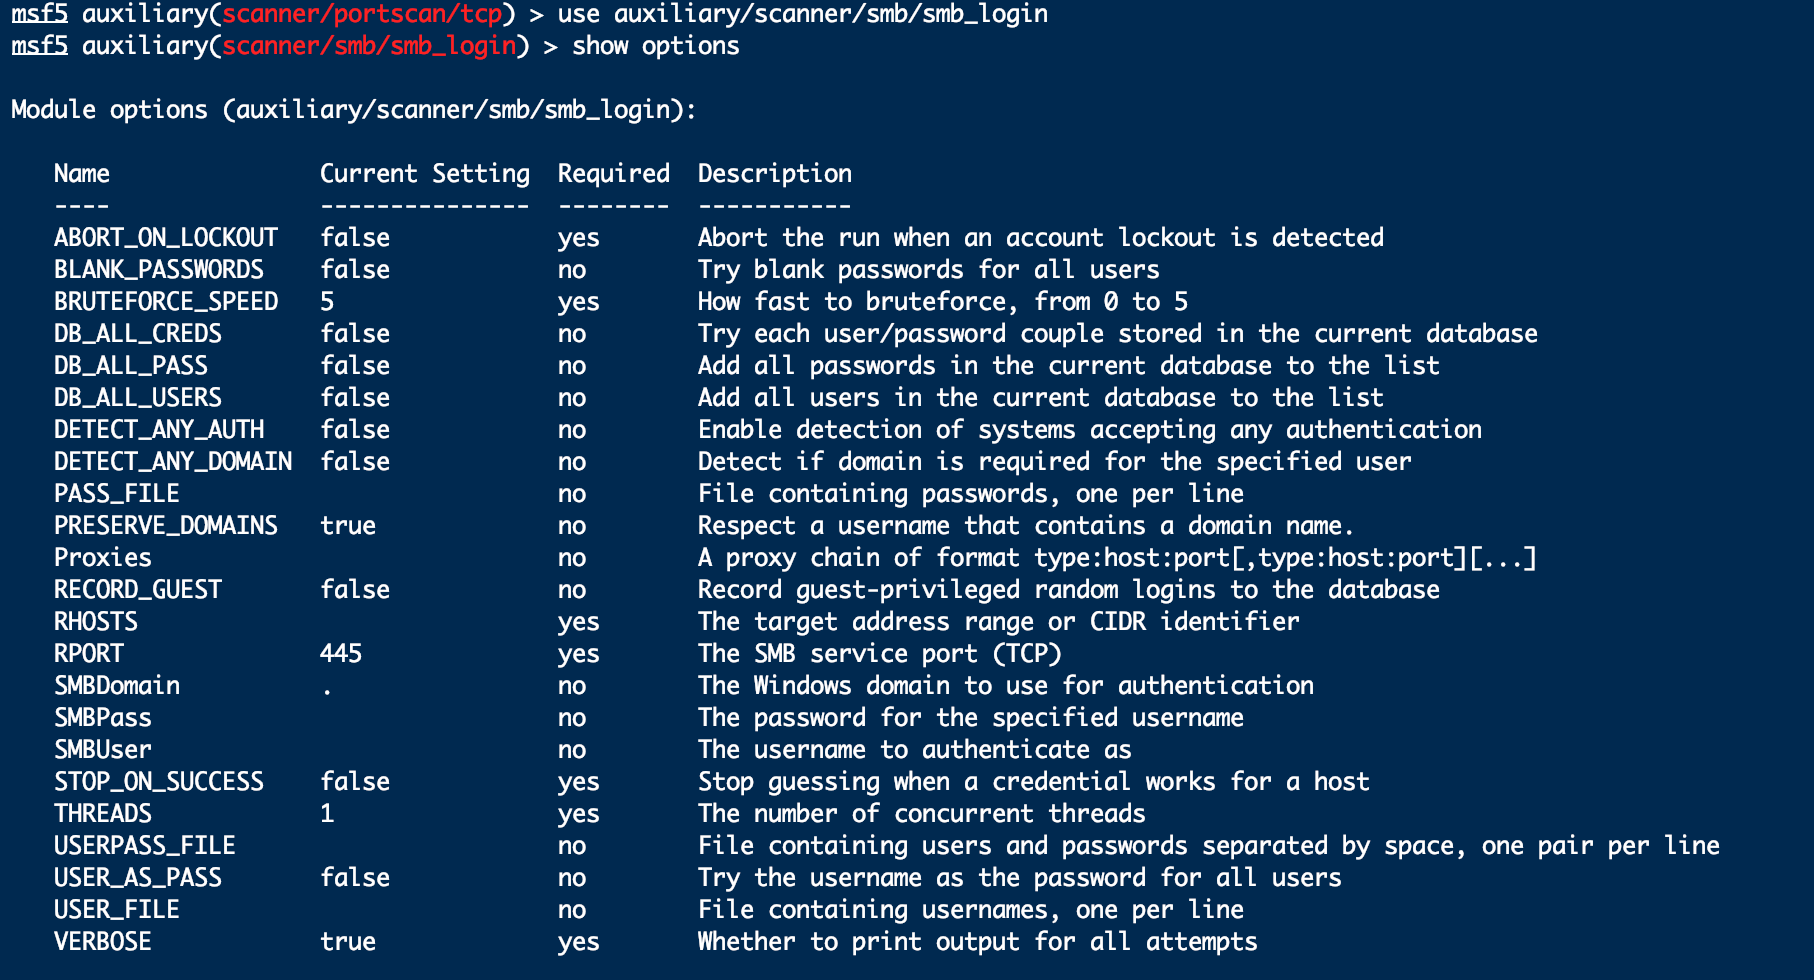 msf5 auxiliary(scanner/portscan/tcp) > use auxiliary/scanner/smb/smb_login
msf5 auxiliary(scanner/smb/smb_login) > show options
Module options (auxiliary/scanner/smb/smb_login):
Name Current Setting Required Description
---- --------------- -------- -----------
ABORT_ON_LOCKOUT false yes Abort the run when an account lockout is detected
BLANK_PASSWORDS false no Try blank passwords for all users
BRUTEFORCE_SPEED 5 yes How fast to bruteforce, from 0 to 5
DB_ALL_CREDS false no Try each user/password couple stored in the current database
DB_ALL_PASS false no Add all passwords in the current database to the list
DB_ALL_USERS false no Add all users in the current database to the list
DETECT_ANY_AUTH false no Enable detection of systems accepting any authentication
DETECT_ANY_DOMAIN false no Detect if domain is required for the specified user
PASS_FILE no File containing passwords, one per line
PRESERVE_DOMAINS true no Respect a username that contains a domain name.
Proxies no A proxy chain of format type:host:port[,type:host:port][...]
RECORD_GUEST false no Record guest-privileged random logins to the database
RHOSTS yes The target address range or CIDR identifier
RPORT 445 yes The SMB service port (TCP)
SMBDomain . no The Windows domain to use for authentication
SMBPass no The password for the specified username
SMBUser no The username to authenticate as
STOP_ON_SUCCESS false yes Stop guessing when a credential works for a host
THREADS 1 yes The number of concurrent threads
USERPASS_FILE no File containing users and passwords separated by space, one pair per line
USER_AS_PASS false no Try the username as the password for all users
USER_FILE no File containing usernames, one per line
VERBOSE true yes Whether to print output for all attempts